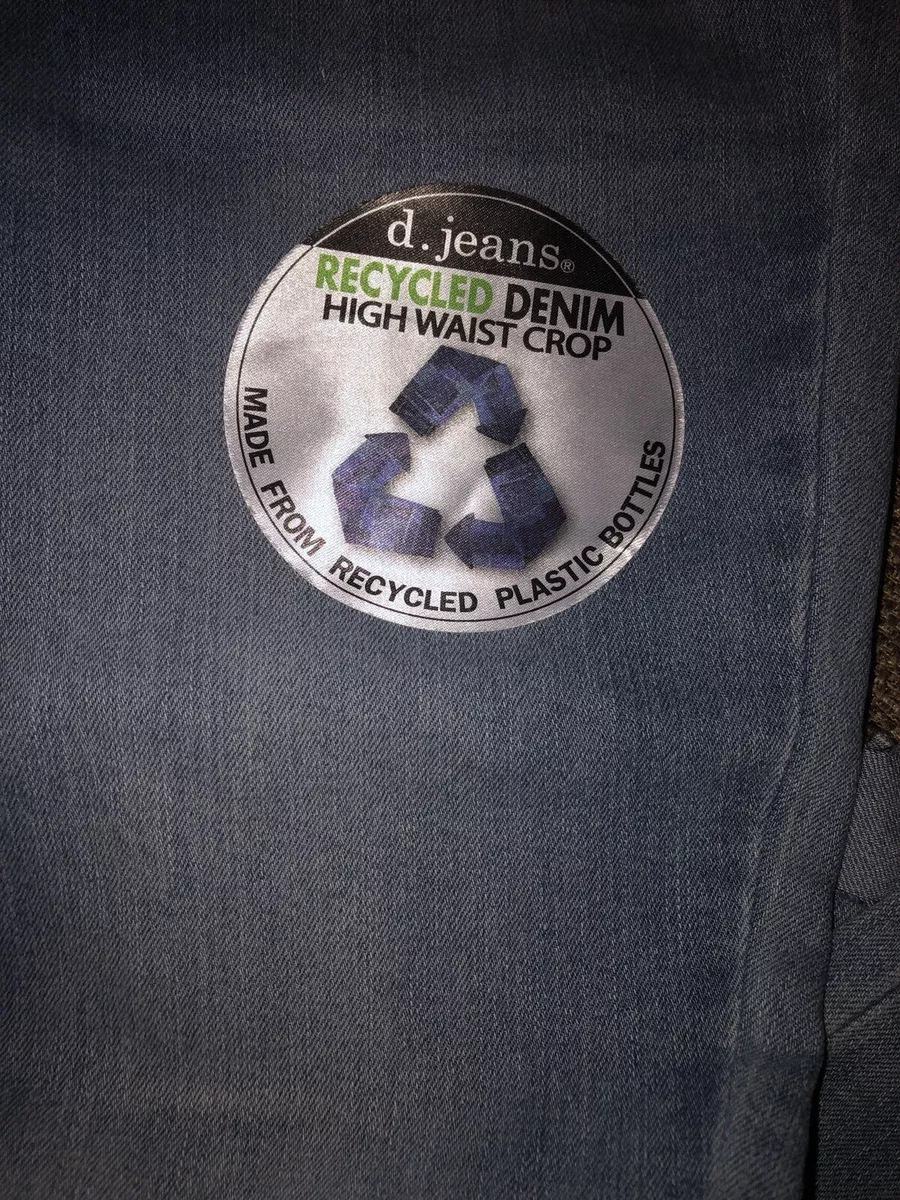 d.jeans®
RECYCLED DENIM
HIGH WAIST CROP
MADE FROM RECYCLED PLASTIC BOTTLES